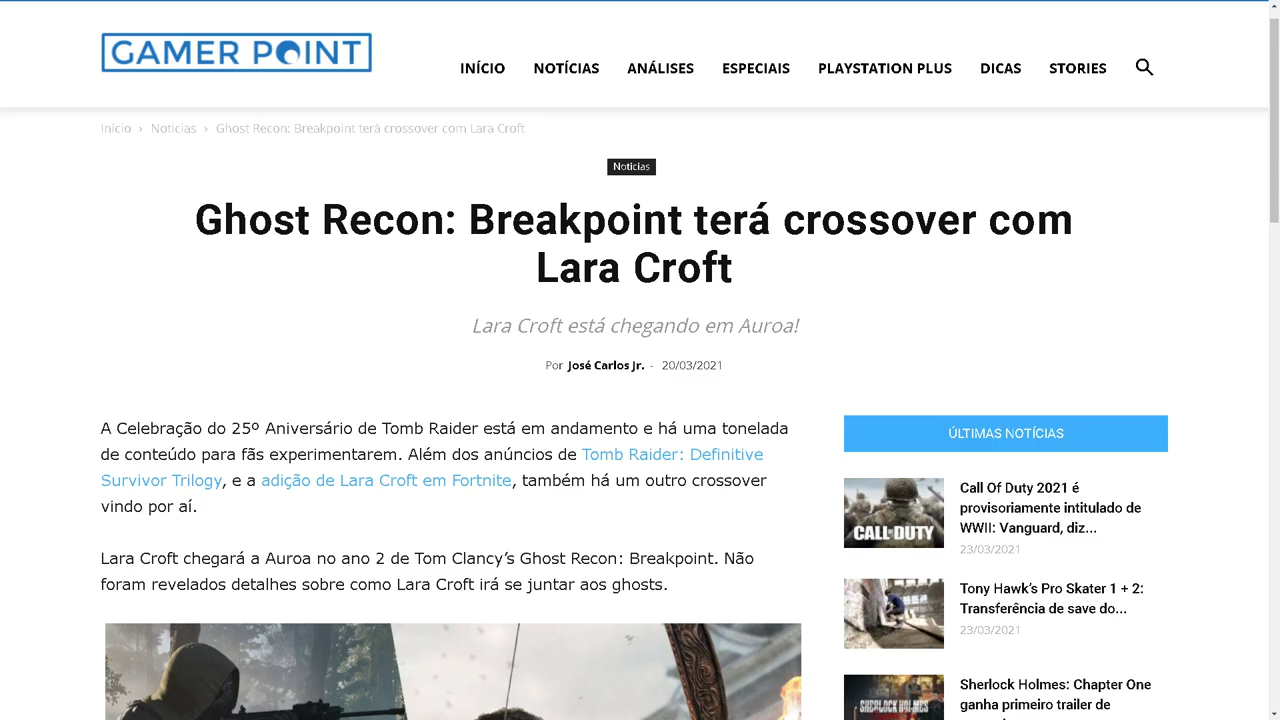 GAMER POINT
INÍCIO NOTÍCIAS ANÁLISES ESPECIAIS PLAYSTATION PLUS DICAS STORIES
Início › Noticias › Ghost Recon: Breakpoint terá crossover com Lara Croft
Noticias
Ghost Recon: Breakpoint terá crossover com
Lara Croft
Lara Croft está chegando em Auroa!
Por José Carlos Jr. - 20/03/2021
A Celebração do 25º Aniversário de Tomb Raider está em andamento e há uma tonelada
de conteúdo para fãs experimentarem. Além dos anúncios de Tomb Raider: Definitive
Survivor Trilogy, e a adição de Lara Croft em Fortnite, também há um outro crossover
vindo por aí.
Lara Croft chegará a Auroa no ano 2 de Tom Clancy’s Ghost Recon: Breakpoint. Não
foram revelados detalhes sobre como Lara Croft irá se juntar aos ghosts.
ÚLTIMAS NOTÍCIAS
CALL OF DUTY
Call Of Duty 2021 é
provisoriamente intitulado de
WWII: Vanguard, diz...
23/03/2021
Tony Hawk’s Pro Skater 1 + 2:
Transferência de save do...
23/03/2021
SHERLOCK HOLMES
Sherlock Holmes: Chapter One
ganha primeiro trailer de